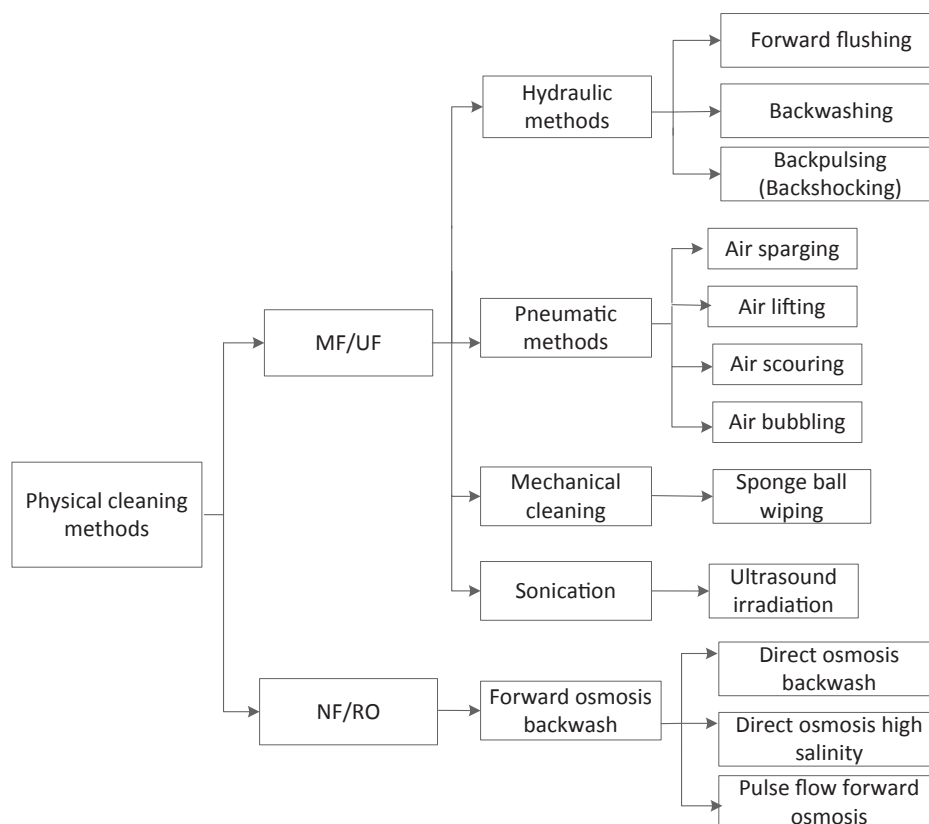 Forward flushing
Hydraulic
methods
Backwashing
Backpulsing
(Backshocking)
Air sparging
Air lifting
Pneumatic
methods
MF/UF
Air scouring
Air bubbling
Physical cleaning
methods
Mechanical
cleaning
Sponge ball
wiping
Sonication
Ultrasound
irradiation
NF/RO
Forward osmosis
backwash
Direct osmosis
backwash
Direct osmosis high
salinity
Pulse flow forward
osmosis